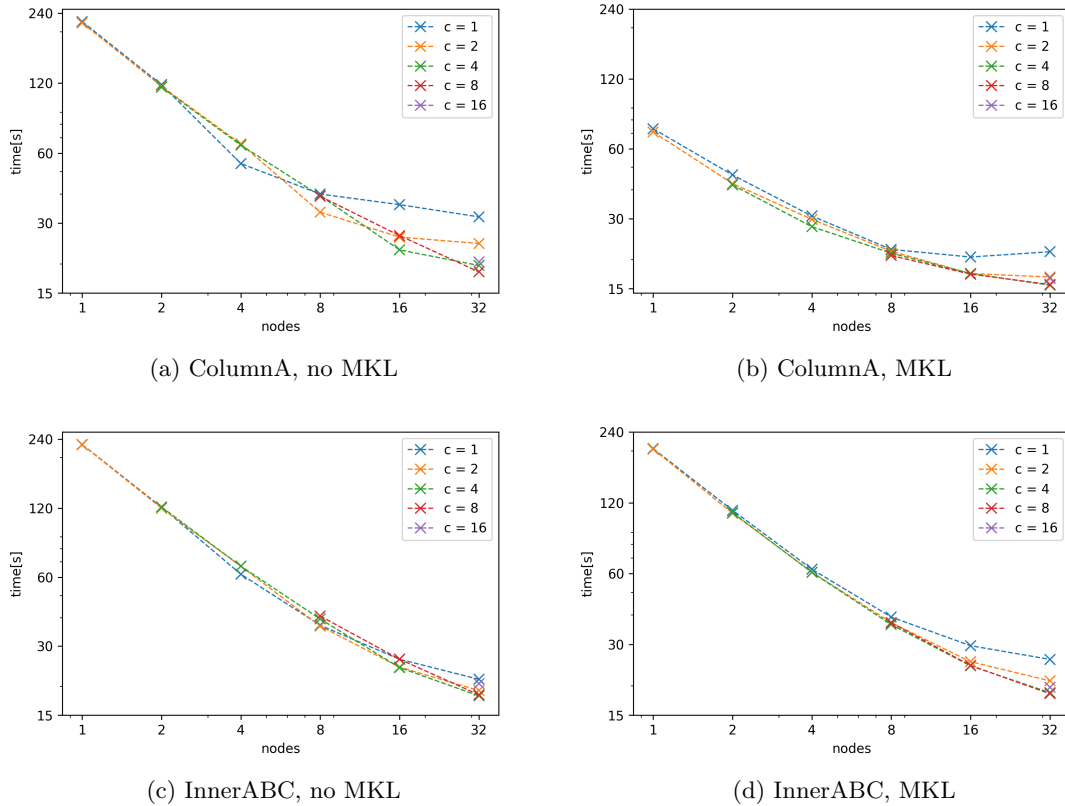 240
120
60
30
15
time[s]
1 2 4 8 16 32
nodes
c = 1
c = 2
c = 4
c = 8
c = 16
(a) ColumnA, no MKL
240
120
60
30
15
time[s]
1 2 4 8 16 32
nodes
c = 1
c = 2
c = 4
c = 8
c = 16
(b) ColumnA, MKL
240
120
60
30
15
time[s]
1 2 4 8 16 32
nodes
c = 1
c = 2
c = 4
c = 8
c = 16
(c) InnerABC, no MKL
240
120
60
30
15
time[s]
1 2 4 8 16 32
nodes
c = 1
c = 2
c = 4
c = 8
c = 16
(d) InnerABC, MKL